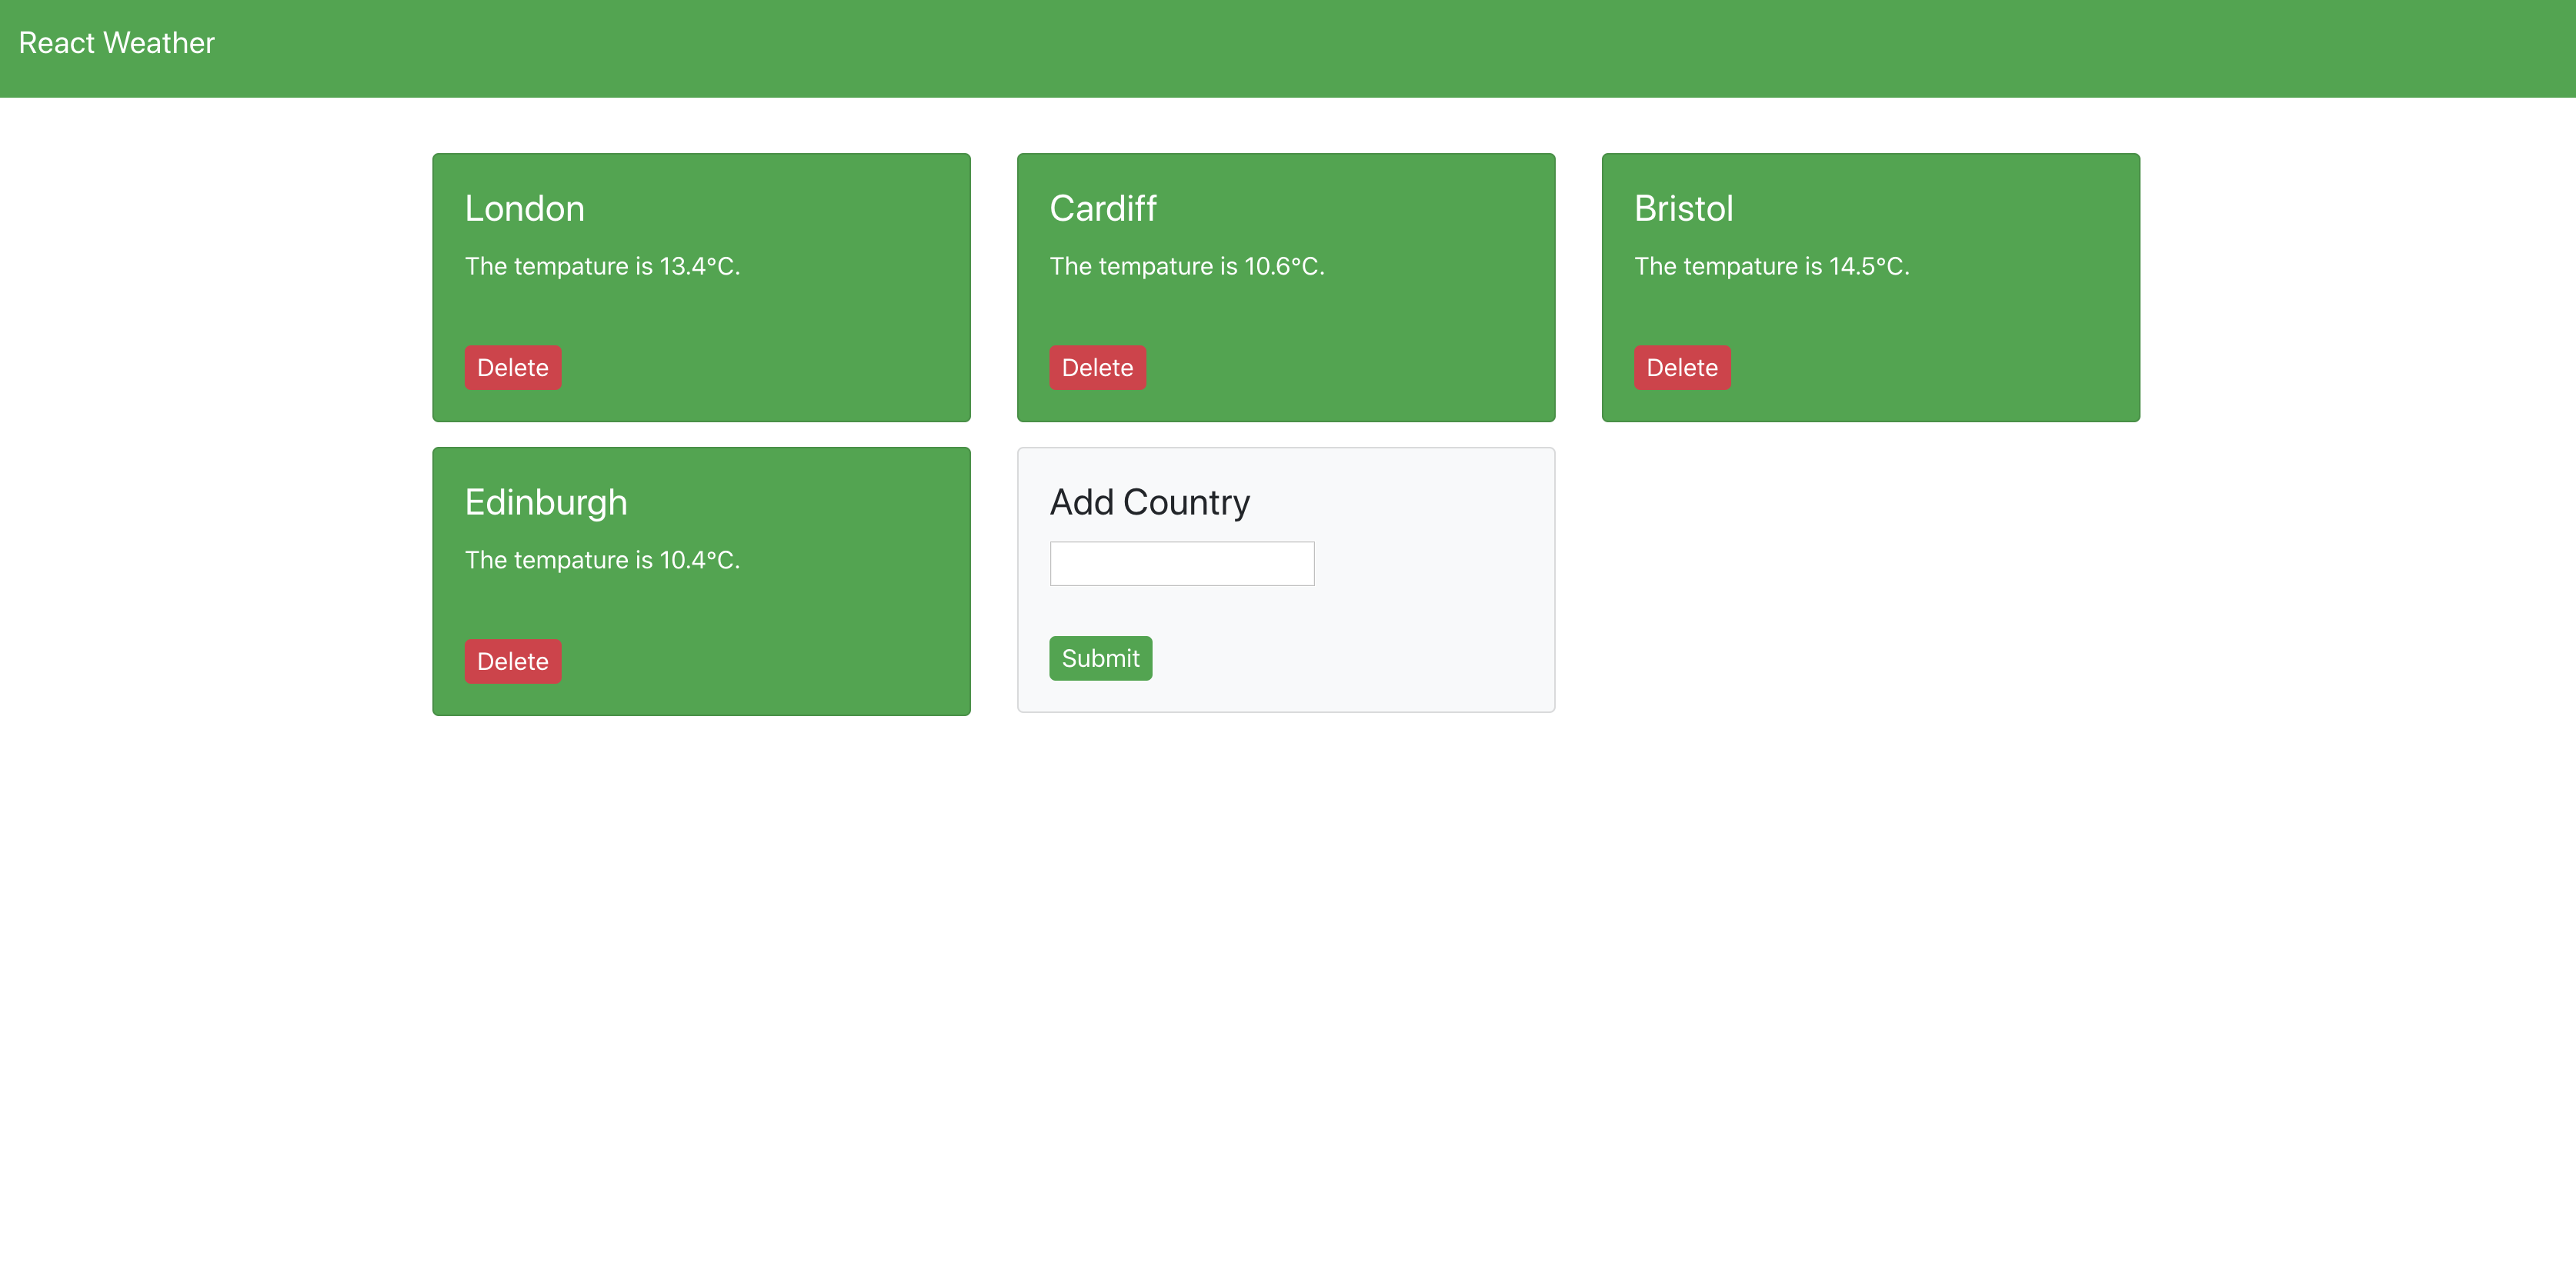 React Weather
London
The tempature is 13.4°C.
Delete
Cardiff
The tempature is 10.6°C.
Delete
Bristol
The tempature is 14.5°C.
Delete
Edinburgh
The tempature is 10.4°C.
Delete
Add Country
Submit